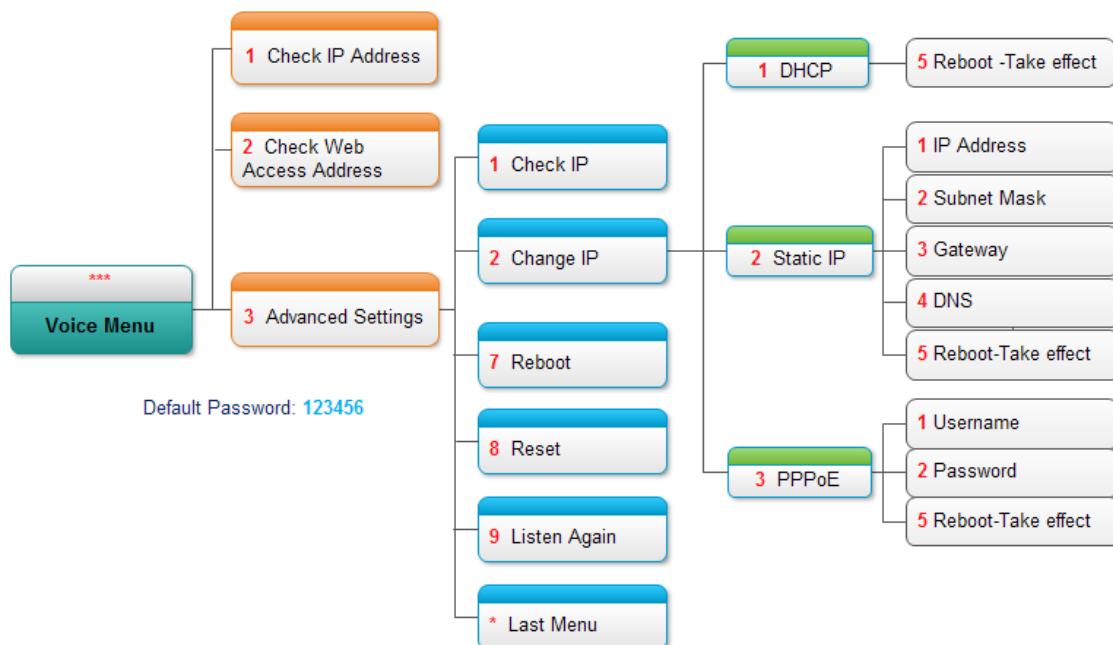 ***
Voice Menu
Default Password: 123456
1 Check IP Address
2 Check Web
Access Address
3 Advanced Settings
1 Check IP
2 Change IP
7 Reboot
8 Reset
9 Listen Again
* Last Menu
1 DHCP
2 Static IP
3 PPPoE
5 Reboot -Take effect
1 IP Address
2 Subnet Mask
3 Gateway
4 DNS
5 Reboot-Take effect
1 Username
2 Password
5 Reboot-Take effect